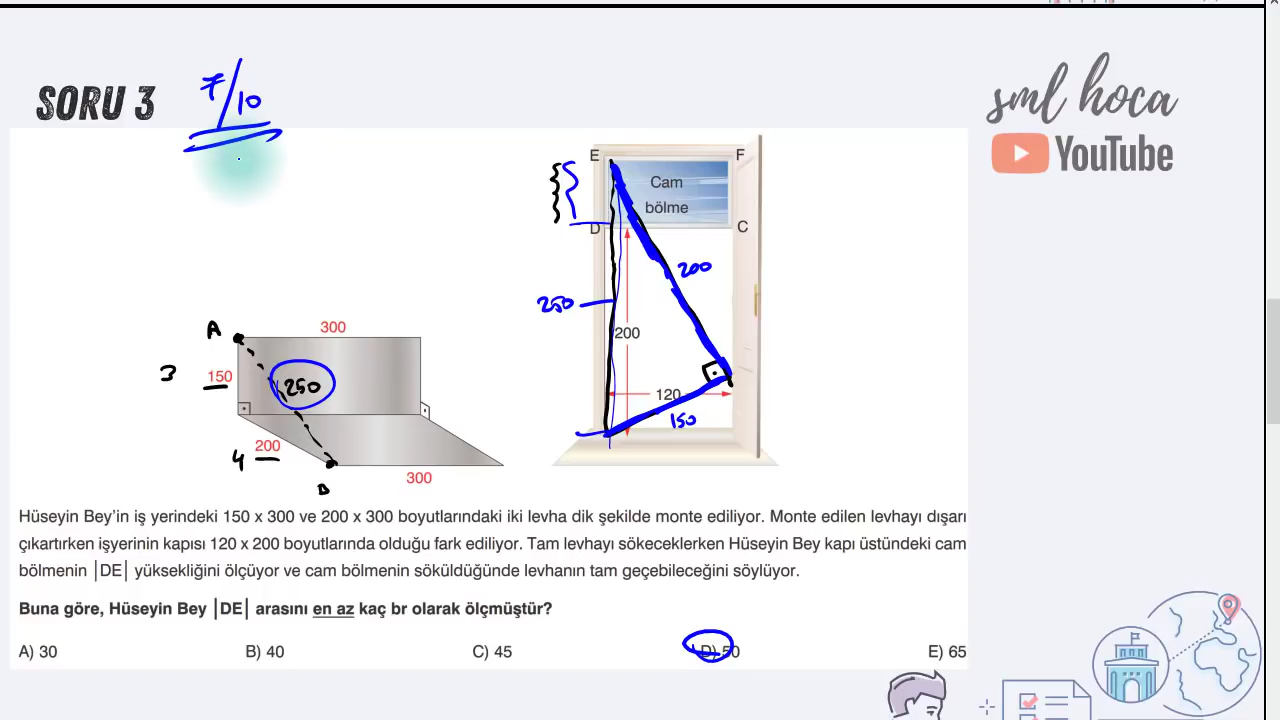 SORU 3
7/10
sml hoca
YouTube
E
F
Cam
bölme
D
C
200
250
200
120
150
A
300
3
150
250
4
200
300
B
Hüseyin Bey'in iş yerindeki 150 x 300 ve 200 x 300 boyutlarındaki iki levha dik şekilde monte ediliyor. Monte edilen levhayı dışarı
çıkartırken işyerinin kapısı 120 x 200 boyutlarında olduğu fark ediliyor. Tam levhayı sökeceklerken Hüseyin Bey kapı üstündeki cam
bölmenin |DE| yüksekliğini ölçüyor ve cam bölmenin söküldüğünde levhanın tam geçebileceğini söylüyor.
Buna göre, Hüseyin Bey |DE| arasını en az kaç br olarak ölçmüştür?
A) 30 B) 40 C) 45 D) 50 E) 65